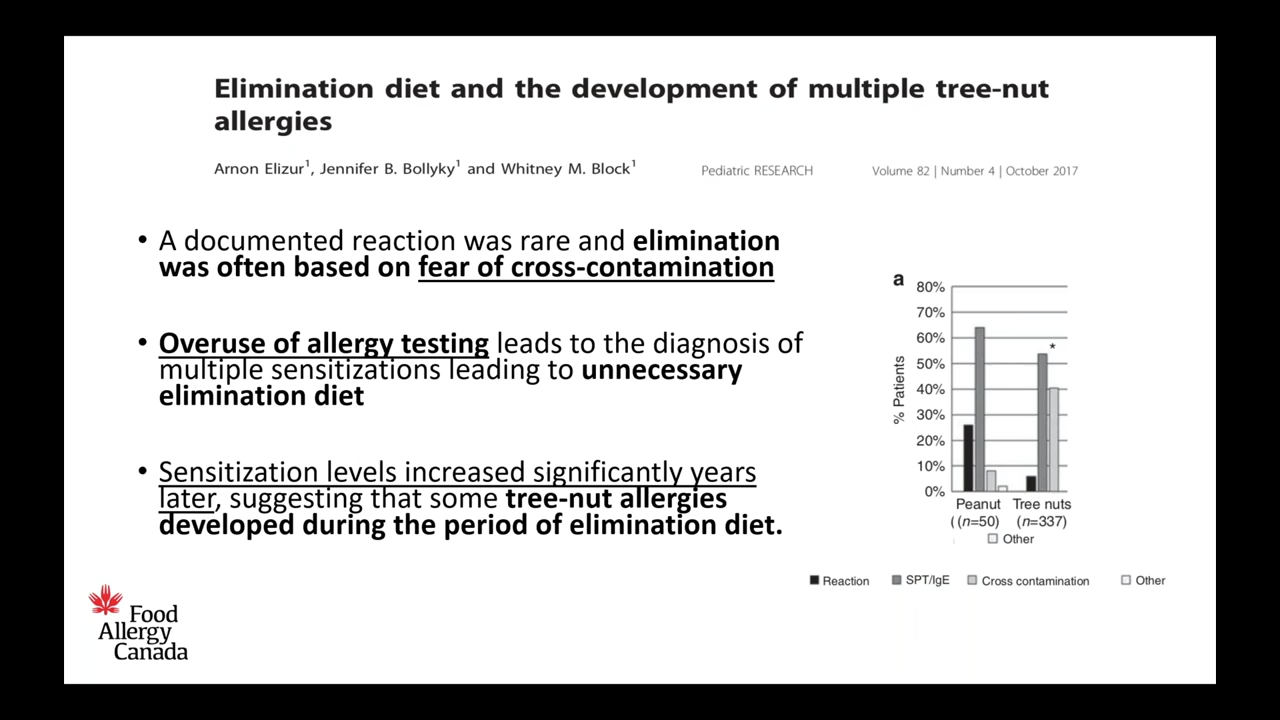 Elimination diet and the development of multiple tree-nut
allergies
Arnon Elizur1, Jennifer B. Bollyky1 and Whitney M. Block1
Pediatric RESEARCH
Volume 82 | Number 4 | October 2017
• A documented reaction was rare and elimination
was often based on fear of cross-contamination
• Overuse of allergy testing leads to the diagnosis of
multiple sensitizations leading to unnecessary
elimination diet
• Sensitization levels increased significantly years
later, suggesting that some tree-nut allergies
developed during the period of elimination diet.
a
% Patients
80%
70%
60%
50%
40%
30%
20%
10%
0%
*
Peanut Tree nuts
((n=50) (n=337)
Other
Reaction SPT/IgE Cross contamination Other
Food
Allergy
Canada